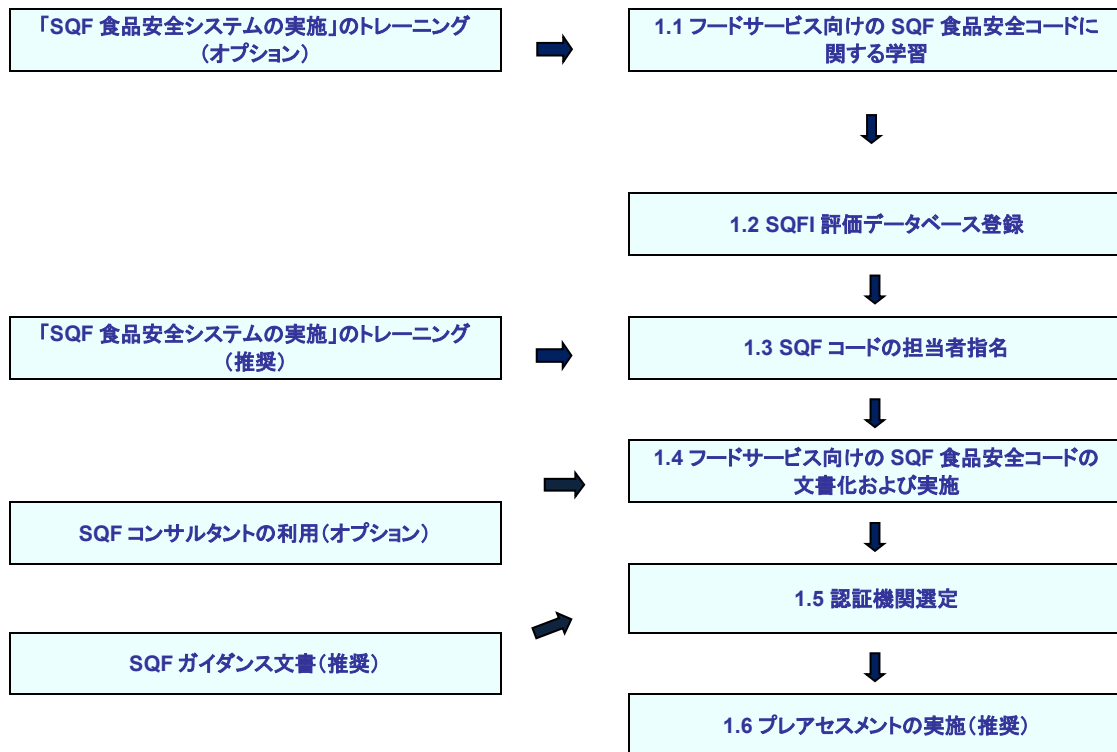 「SQF 食品安全システムの実施」のトレーニング
(オプション)
1.1 フードサービス向けの SQF 食品安全コードに
関する学習
1.2 SQFI 評価データベース登録
「SQF 食品安全システムの実施」のトレーニング
(推奨)
1.3 SQF コードの担当者指名
1.4 フードサービス向けの SQF 食品安全コードの
文書化および実施
SQF コンサルタントの利用(オプション)
1.5 認証機関選定
SQF ガイダンス文書(推奨)
1.6 プレアセスメントの実施(推奨)